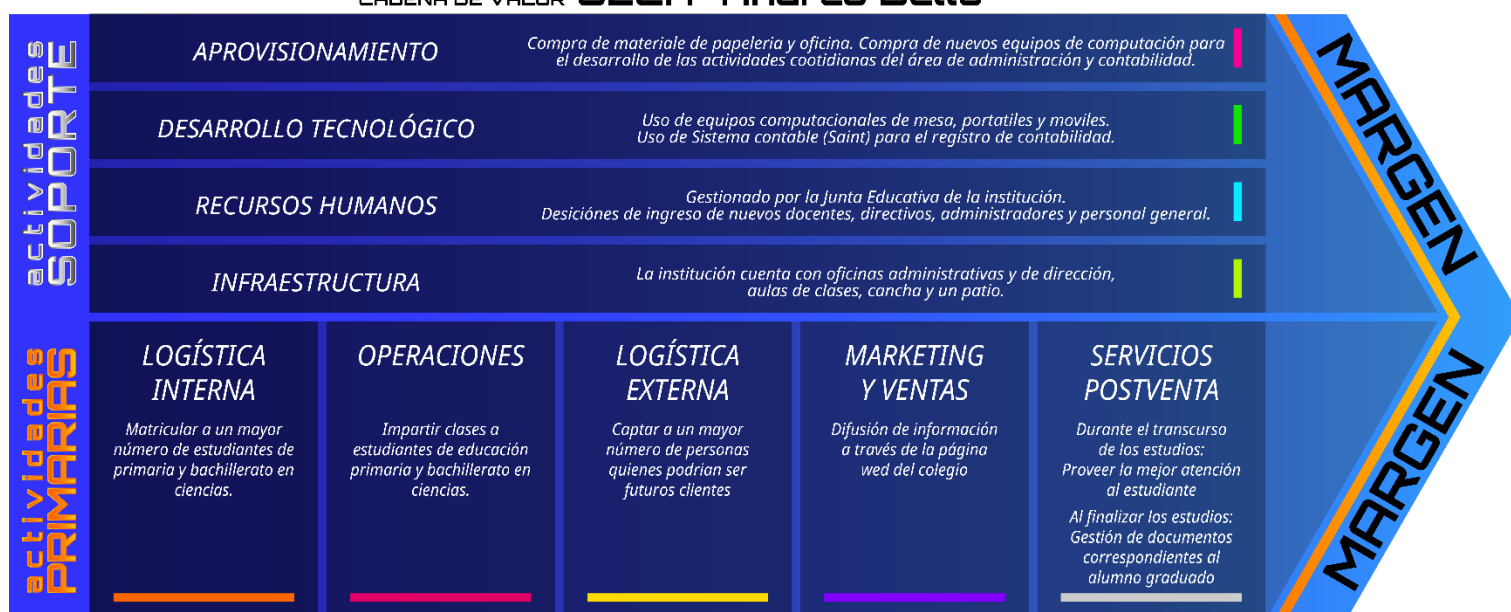 CADENA DE VALOR
Andrés Bello
actividades
SOPORTE
APROVISIONAMIENTO
Compra de materiale de papeleria y oficina. Compra de nuevos equipos de computación para
el desarrollo de las actividades cootidianas del área de administración y contabilidad.
DESARROLLO TECNOLÓGICO
Uso de equipos computacionales de mesa, portatiles y moviles.
Uso de Sistema contable (Saint) para el registro de contabilidad.
RECURSOS HUMANOS
Gestionado por la Junta Educativa de la institución.
Desiciónes de ingreso de nuevos docentes, directivos, administradores y personal general.
INFRAESTRUCTURA
La institución cuenta con oficinas administrativas y de dirección,
aulas de clases, cancha y un patio.
MARGEN
actividades
PRIMARIAS
LOGÍSTICA
INTERNA
Matricular a un mayor
número de estudiantes de
primaria y bachillerato en
ciencias.
OPERACIONES
Impartir clases a
estudiantes de educación
primaria y bachillerato en
ciencias.
LOGÍSTICA
EXTERNA
Captar a un mayor
número de personas
quienes podrian ser
futuros clientes
MARKETING
Y VENTAS
Difusión de información
a través de la página
wed del colegio
SERVICIOS
POSTVENTA
Durante el transcurso
de los estudios:
Proveer la mejor atención
al estudiante
Al finalizar los estudios:
Gestión de documentos
correspondientes al
alumno graduado
MARGEN